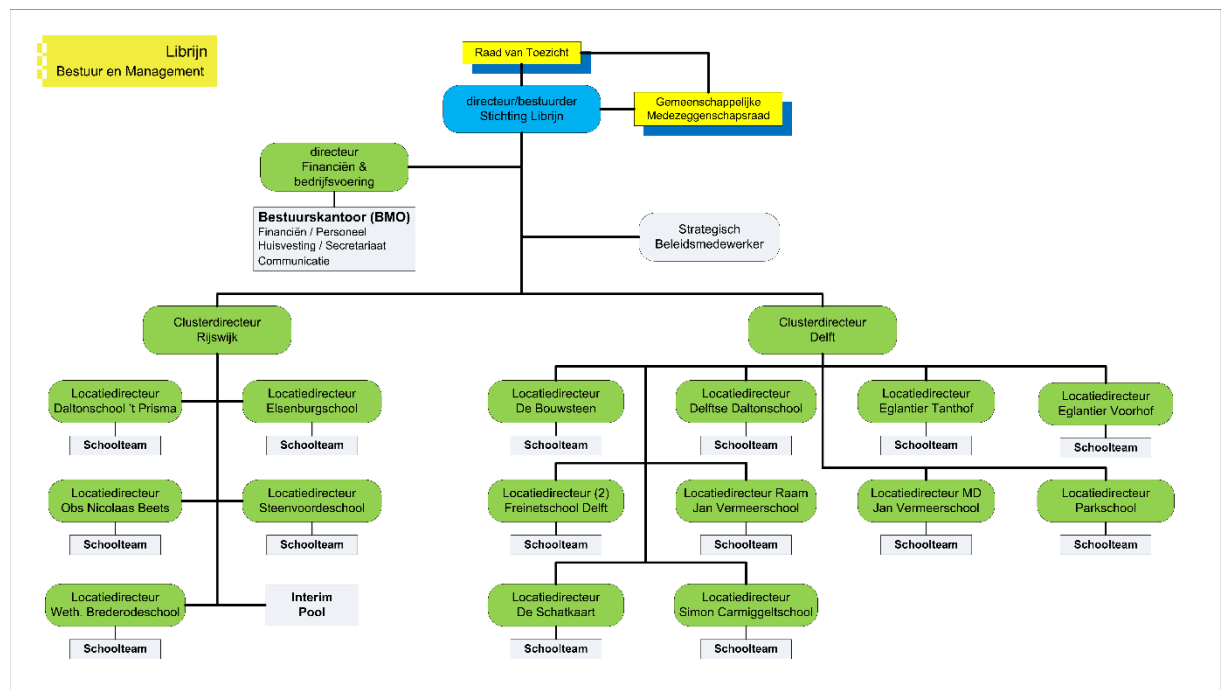 Librijn
Bestuur en Management
Raad van Toezicht
directeur/bestuurder
Stichting Librijn
Gemeenschappelijke
Medezeggenschapsraad
directeur
Financiën &
bedrijfsvoering
Bestuurskantoor (BMO)
Financiën / Personeel
Huisvesting / Secretariaat
Communicatie
Strategisch
Beleidsmedewerker
Clusterdirecteur
Rijswijk
Clusterdirecteur
Delft
Locatiedirecteur
Daltonschool 't Prisma
Schoolteam
Locatiedirecteur
Elsenburgschool
Schoolteam
Locatiedirecteur
De Bouwsteen
Schoolteam
Locatiedirecteur
Delftse Daltonschool
Schoolteam
Locatiedirecteur
Eglantier Tanthof
Schoolteam
Locatiedirecteur
Eglantier Voorhof
Schoolteam
Locatiedirecteur
Obs Nicolaas Beets
Schoolteam
Locatiedirecteur
Steenvoordeschool
Schoolteam
Locatiedirecteur (2)
Freinetschool Delft
Schoolteam
Locatiedirecteur Raam
Jan Vermeerschool
Schoolteam
Locatiedirecteur MD
Jan Vermeerschool
Schoolteam
Locatiedirecteur
Parkschool
Schoolteam
Locatiedirecteur
Weth. Brederodeschool
Schoolteam
Interim
Pool
Locatiedirecteur
De Schatkaart
Schoolteam
Locatiedirecteur
Simon Carmiggeltschool
Schoolteam